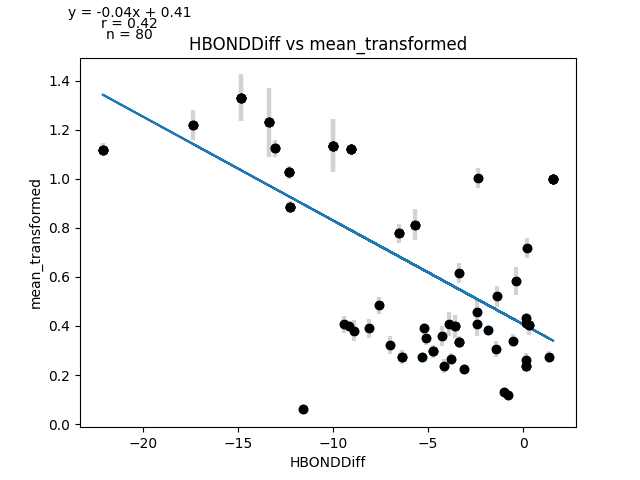 y = -0.04x + 0.41
r = 0.42
n = 80
HBONDDiff vs mean_transformed
1.4
1.2
1.0
0.8
0.6
0.4
0.2
0.0
mean_transformed
−20 −15 −10 −5 0
HBONDDiff